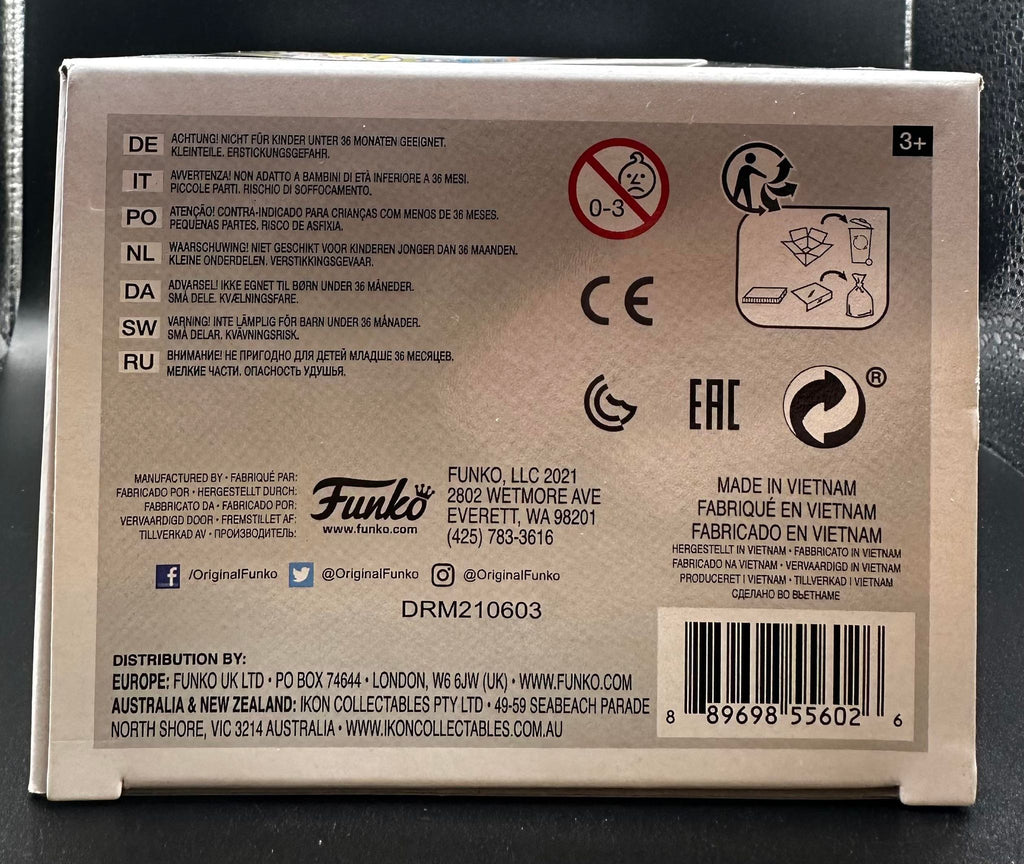 DE ACHTUNG! NICHT FÜR KINDER UNTER 36 MONATEN GEEIGNET.
KLEINTEILE. ERSTICKUNGSGEFAHR.
IT AVVERTENZA! NON ADATTO A BAMBINI DI ETÀ INFERIORE A 36 MESI.
PICCOLE PARTI. RISCHIO DI SOFFOCAMENTO.
PO ATENÇÃO! CONTRA-INDICADO PARA CRIANÇAS COM MENOS DE 36 MESES.
PEQUENAS PARTES. RISCO DE ASFIXIA.
NL WAARSCHUWING! NIET GESCHIKT VOOR KINDEREN JONGER DAN 36 MAANDEN.
KLEINE ONDERDELEN. VERSTIKKINGSGEVAAR.
DA ADVARSEL! IKKE EGNET TIL BØRN UNDER 36 MÅNEDER.
SMÅ DELE. KVÆLNINGSFARE.
SW VARNING! INTE LÄMPLIG FÖR BARN UNDER 36 MÅNADER.
SMÅ DELAR. KVÄVNINGSRISK.
RU ВНИМАНИЕ! НЕ ПРИГОДНО ДЛЯ ДЕТЕЙ МЛАДШЕ 36 МЕСЯЦЕВ.
МЕЛКИЕ ЧАСТИ. ОПАСНОСТЬ УДУШЬЯ.
0-3
3+
CE
EAC
®
MANUFACTURED BY • FABRIQUÉ PAR:
FABRICADO POR • HERGESTELLT DURCH:
FABBRICATO DA • FABRICADO POR:
VERVAARDIGD DOOR • FREMSTILLET AF:
TILLVERKAD AV • ПРОИЗВОДИТЕЛЬ:
Funko
www.funko.com
FUNKO, LLC 2021
2802 WETMORE AVE
EVERETT, WA 98201
(425) 783-3616
MADE IN VIETNAM
FABRIQUÉ EN VIETNAM
FABRICADO EN VIETNAM
HERGESTELLT IN VIETNAM • FABBRICATO IN VIETNAM
FABRICADO NA VIETNAM • VERVAARDIGD IN VIETNAM
PRODUCERET I VIETNAM • TILLVERKAD I VIETNAM
СДЕЛАНО ВО ВЬЕТНАМЕ
f /OriginalFunko @OriginalFunko @OriginalFunko
DRM210603
DISTRIBUTION BY:
EUROPE: FUNKO UK LTD • PO BOX 74644 • LONDON, W6 6JW (UK) • WWW.FUNKO.COM
AUSTRALIA & NEW ZEALAND: IKON COLLECTABLES PTY LTD • 49-59 SEABEACH PARADE
NORTH SHORE, VIC 3214 AUSTRALIA • WWW.IKONCOLLECTABLES.COM.AU
8 89698 55602 6